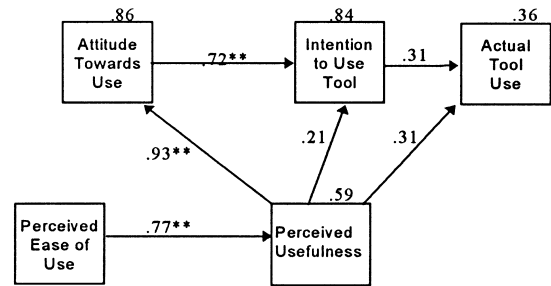 .86
.84
.36
Attitude
Towards
Use
.72**
Intention
to Use
Tool
.31
Actual
Tool
Use
.93**
.21
.31
.59
Perceived
Ease of
Use
.77**
Perceived
Usefulness